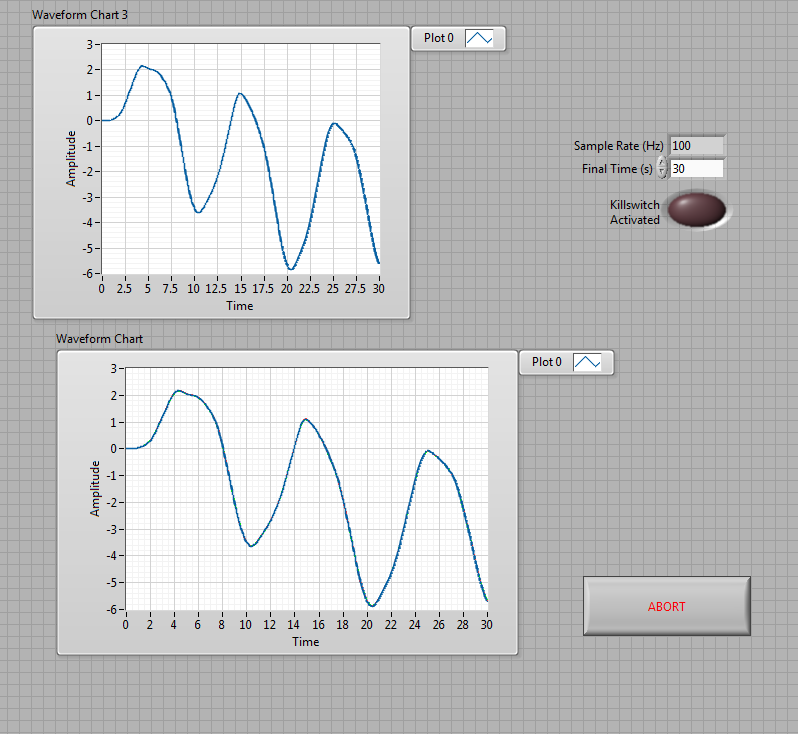 Waveform Chart 3
Plot 0
3
2
1
0
-1
-2
-3
-4
-5
-6
Amplitude
0 2.5 5 7.5 10 12.5 15 17.5 20 22.5 25 27.5 30
Time
Sample Rate (Hz) 100
Final Time (s) 30
Killswitch
Activated
Waveform Chart
Plot 0
3
2
1
0
-1
-2
-3
-4
-5
-6
Amplitude
0 2 4 6 8 10 12 14 16 18 20 22 24 26 28 30
Time
ABORT